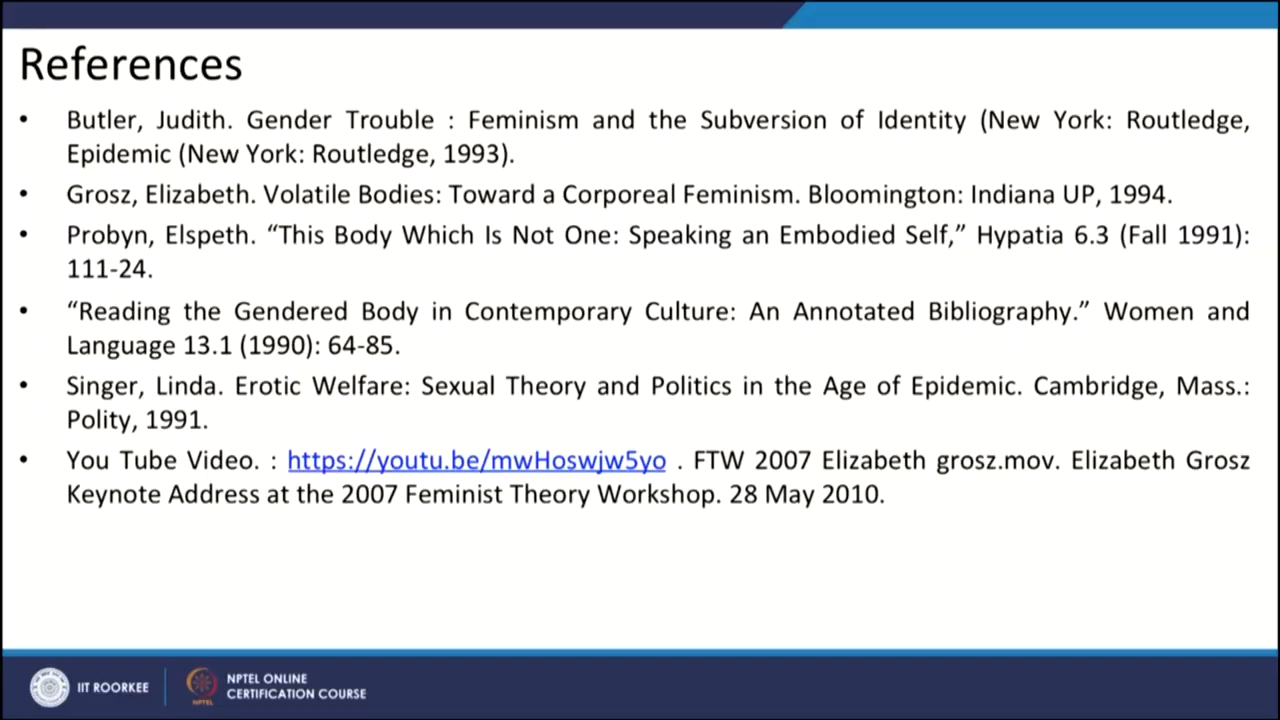 References
• Butler, Judith. Gender Trouble : Feminism and the Subversion of Identity (New York: Routledge,
Epidemic (New York: Routledge, 1993).
• Grosz, Elizabeth. Volatile Bodies: Toward a Corporeal Feminism. Bloomington: Indiana UP, 1994.
• Probyn, Elspeth. “This Body Which Is Not One: Speaking an Embodied Self,” Hypatia 6.3 (Fall 1991):
111-24.
• “Reading the Gendered Body in Contemporary Culture: An Annotated Bibliography.” Women and
Language 13.1 (1990): 64-85.
• Singer, Linda. Erotic Welfare: Sexual Theory and Politics in the Age of Epidemic. Cambridge, Mass.:
Polity, 1991.
• You Tube Video. : https://youtu.be/mwHoswjw5yo . FTW 2007 Elizabeth grosz.mov. Elizabeth Grosz
Keynote Address at the 2007 Feminist Theory Workshop. 28 May 2010.
IIT ROORKEE
NPTEL
NPTEL ONLINE
CERTIFICATION COURSE